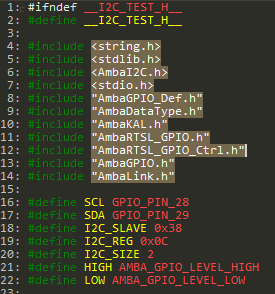 1: #ifndef __I2C_TEST_H__
2: #define __I2C_TEST_H__
3:
4: #include <string.h>
5: #include <stdlib.h>
6: #include <AmbaI2C.h>
7: #include <stdio.h>
8: #include "AmbaGPIO_Def.h"
9: #include "AmbaDataType.h"
10: #include "AmbaKAL.h"
11: #include "AmbaRTSL_GPIO.h"
12: #include "AmbaRTSL_GPIO_Ctrl.h"
13: #include "AmbaGPIO.h"
14: #include "AmbaLink.h"
15:
16: #define SCL GPIO_PIN_28
17: #define SDA GPIO_PIN_29
18: #define I2C_SLAVE 0x38
19: #define I2C_REG 0x0C
20: #define I2C_SIZE 2
21: #define HIGH AMBA_GPIO_LEVEL_HIGH
22: #define LOW AMBA_GPIO_LEVEL_LOW
23: